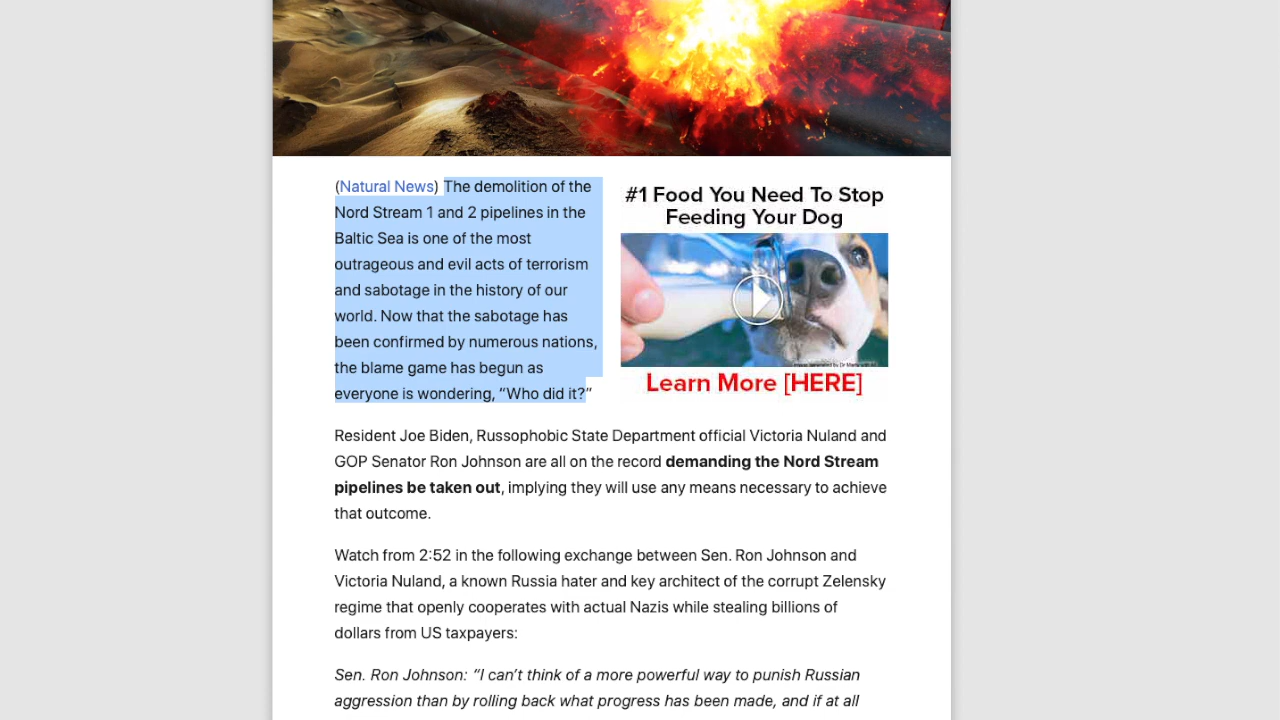 (Natural News) The demolition of the
Nord Stream 1 and 2 pipelines in the
Baltic Sea is one of the most
outrageous and evil acts of terrorism
and sabotage in the history of our
world. Now that the sabotage has
been confirmed by numerous nations,
the blame game has begun as
everyone is wondering, “Who did it?”
#1 Food You Need To Stop
Feeding Your Dog
Learn More [HERE]
Resident Joe Biden, Russophobic State Department official Victoria Nuland and
GOP Senator Ron Johnson are all on the record demanding the Nord Stream
pipelines be taken out, implying they will use any means necessary to achieve
that outcome.
Watch from 2:52 in the following exchange between Sen. Ron Johnson and
Victoria Nuland, a known Russia hater and key architect of the corrupt Zelensky
regime that openly cooperates with actual Nazis while stealing billions of
dollars from US taxpayers:
Sen. Ron Johnson: “I can’t think of a more powerful way to punish Russian
aggression than by rolling back what progress has been made, and if at all